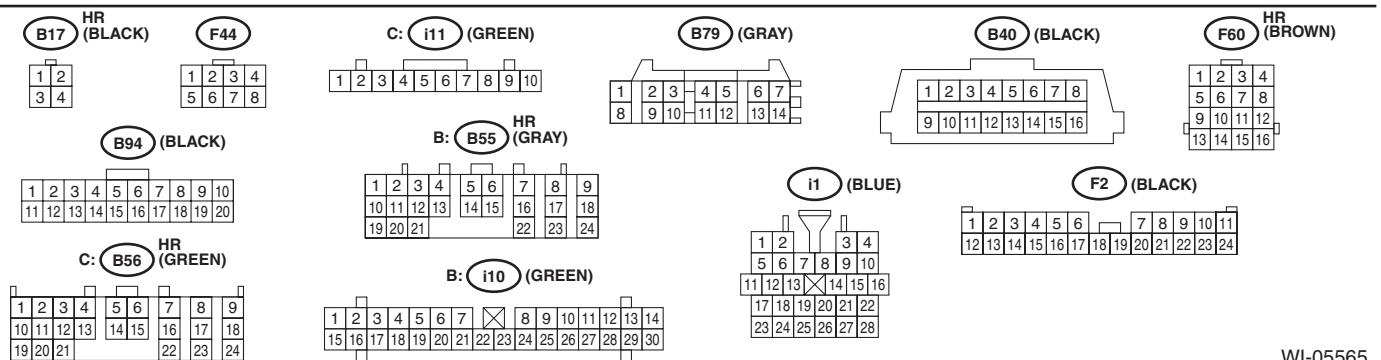 B17 HR (BLACK)
1 2
3 4
F44
1 2 3 4
5 6 7 8
C: i11 (GREEN)
1 2 3 4 5 6 7 8 9 10
B79 (GRAY)
1 2 3 4 5 6 7
8 9 10 11 12 13 14
B40 (BLACK)
1 2 3 4 5 6 7 8
9 10 11 12 13 14 15 16
F60 HR (BROWN)
1 2 3 4
5 6 7 8
9 10 11 12
13 14 15 16
B94 (BLACK)
1 2 3 4 5 6 7 8 9 10
11 12 13 14 15 16 17 18 19 20
B: B55 HR (GRAY)
1 2 3 4 5 6 7 8 9
10 11 12 13 14 15 16 17 18
19 20 21 22 23 24
i1 (BLUE)
1 2 3 4
5 6 7 8 9 10
11 12 13 14 15 16
17 18 19 20 21 22
23 24 25 26 27 28
F2 (BLACK)
1 2 3 4 5 6 7 8 9 10 11
12 13 14 15 16 17 18 19 20 21 22 23 24
C: B56 HR (GREEN)
1 2 3 4 5 6 7 8 9
10 11 12 13 14 15 16 17 18
19 20 21 22 23 24
B: i10 (GREEN)
1 2 3 4 5 6 7 8 9 10 11 12 13 14
15 16 17 18 19 20 21 22 23 24 25 26 27 28 29 30
WI-05565